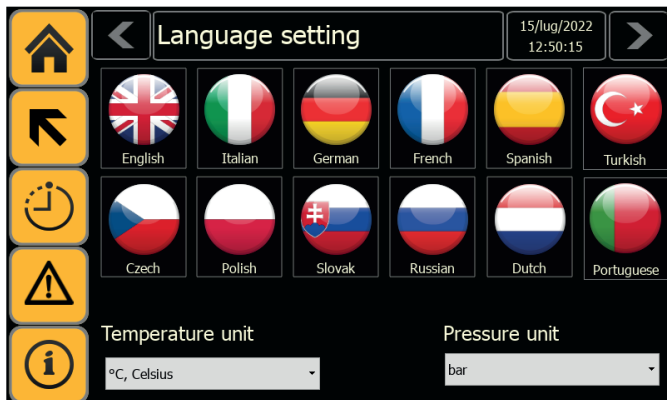 Language setting
15/lug/2022
12:50:15
English
Italian
German
French
Spanish
Turkish
Czech
Polish
Slovak
Russian
Dutch
Portuguese
Temperature unit
Pressure unit
°C, Celsius
bar